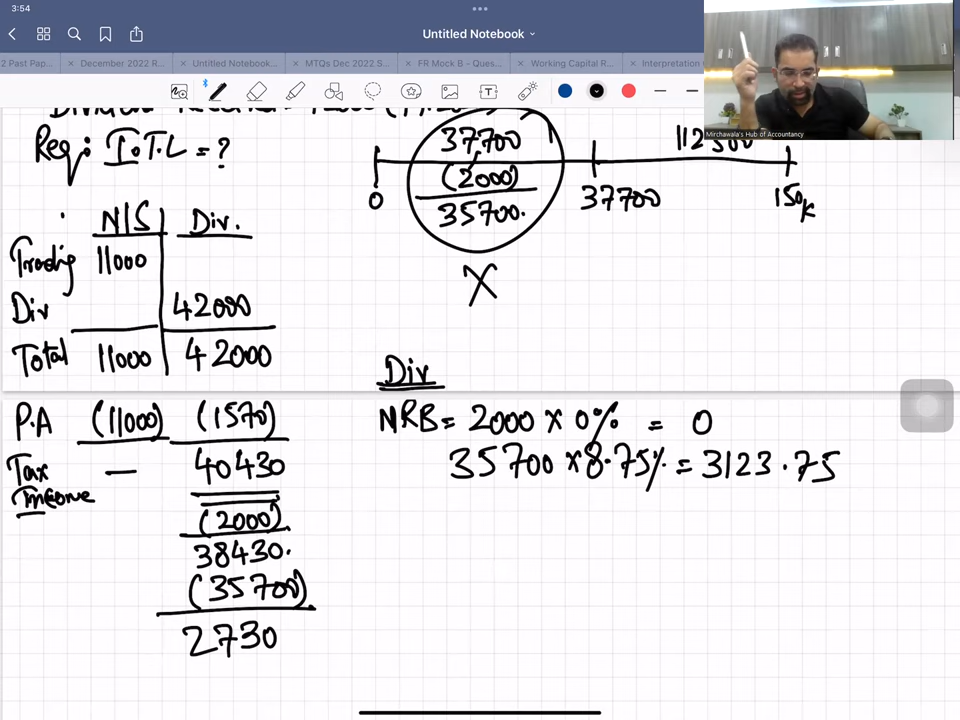 3:54
Untitled Notebook
2 Past Pap...
December 2022 R...
Untitled Notebook...
MTQs Dec 2022 S...
FR Mock B - Ques...
Working Capital R...
Interpretation
Mirchawala's Hub of Accountancy
Req: I.T.L = ?
37,700
(2000)
35700.
0
37700
150k
N/S Div.
Trading 11000
Div 42000
Total 11000 42000
P.A (11000) (1570)
Tax Income — 40430
(2000)
38430.
(35700)
2730
X
Div
NRB = 2000 x 0% = 0
35700 x 8.75% = 3123.75